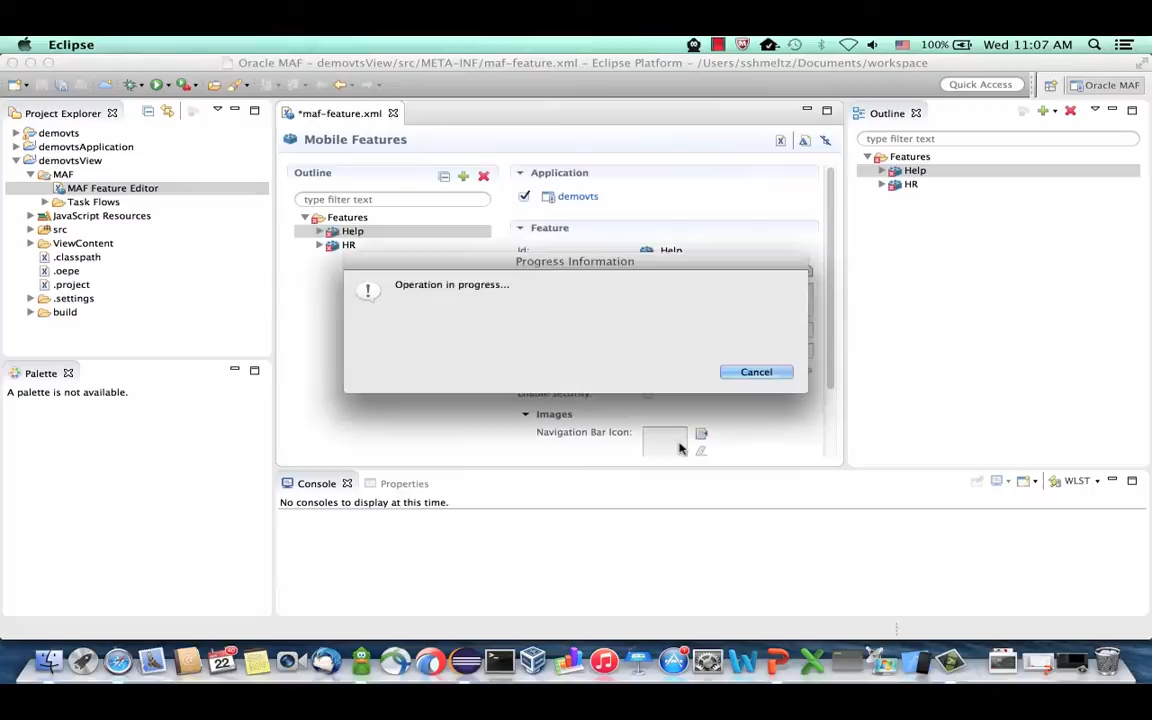 Eclipse
100%
Wed 11:07 AM
Oracle MAF - demovtsView/src/META-INF/maf-feature.xml - Eclipse Platform - /Users/sshmeltz/Documents/workspace
Quick Access
Oracle MAF
Project Explorer
demovts
demovtsApplication
demovtsView
MAF
MAF Feature Editor
Task Flows
JavaScript Resources
src
ViewContent
.classpath
.oepe
.project
.settings
build
Palette
A palette is not available.
*maf-feature.xml
Mobile Features
Outline
type filter text
Features
Help
HR
Application
demovts
Feature
Id:
Help
Progress Information
Operation in progress...
Cancel
Enable Security:
Images
Navigation Bar Icon:
Outline
type filter text
Features
Help
HR
Console
Properties
No consoles to display at this time.
WLST
22